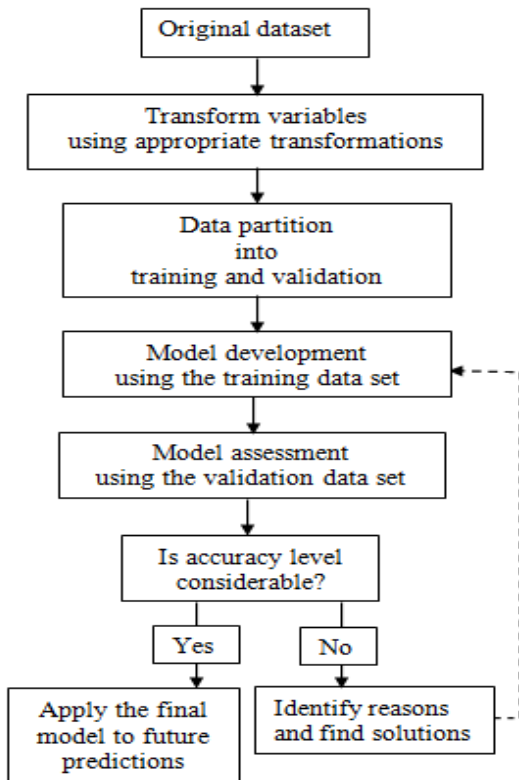 Original dataset
Transform variables
using appropriate transformations
Data partition
into
training and validation
Model development
using the training data set
Model assessment
using the validation data set
Is accuracy level
considerable?
Yes
No
Apply the final
model to future
predictions
Identify reasons
and find solutions